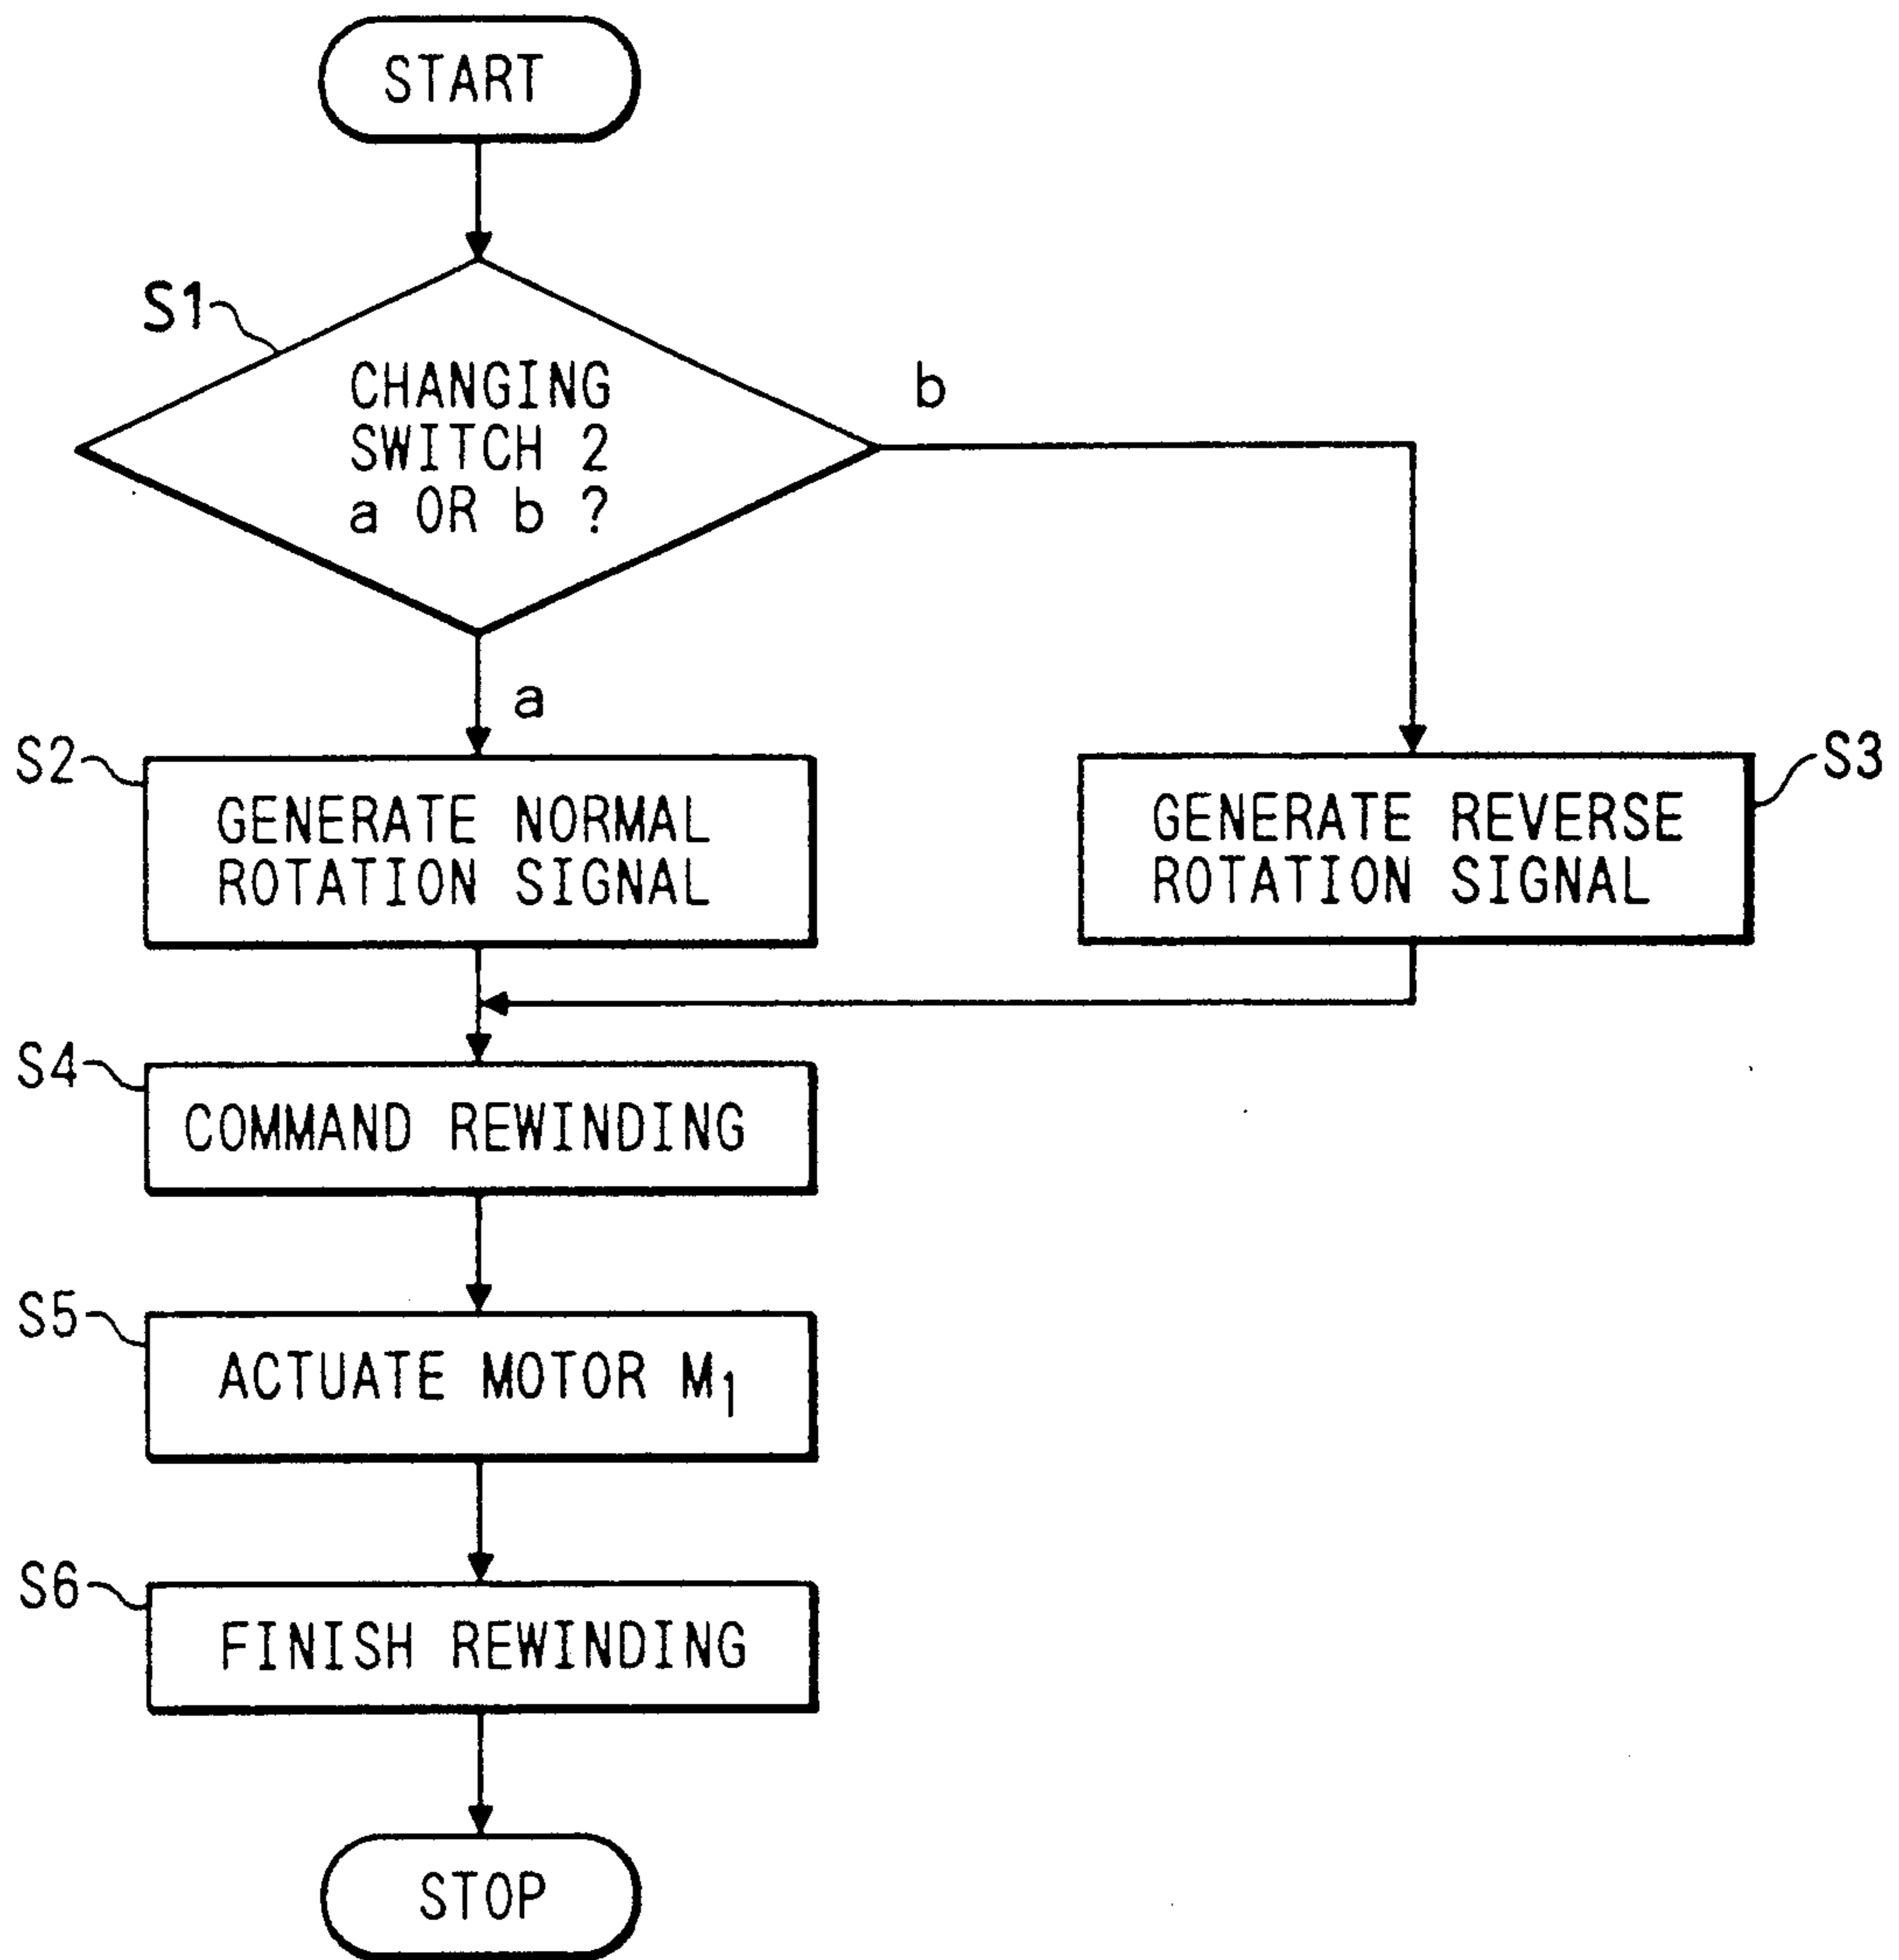 START
S1
CHANGING
SWITCH 2
a OR b ?
b
a
S2
GENERATE NORMAL
ROTATION SIGNAL
S3
GENERATE REVERSE
ROTATION SIGNAL
S4
COMMAND REWINDING
S5
ACTUATE MOTOR M1
S6
FINISH REWINDING
STOP